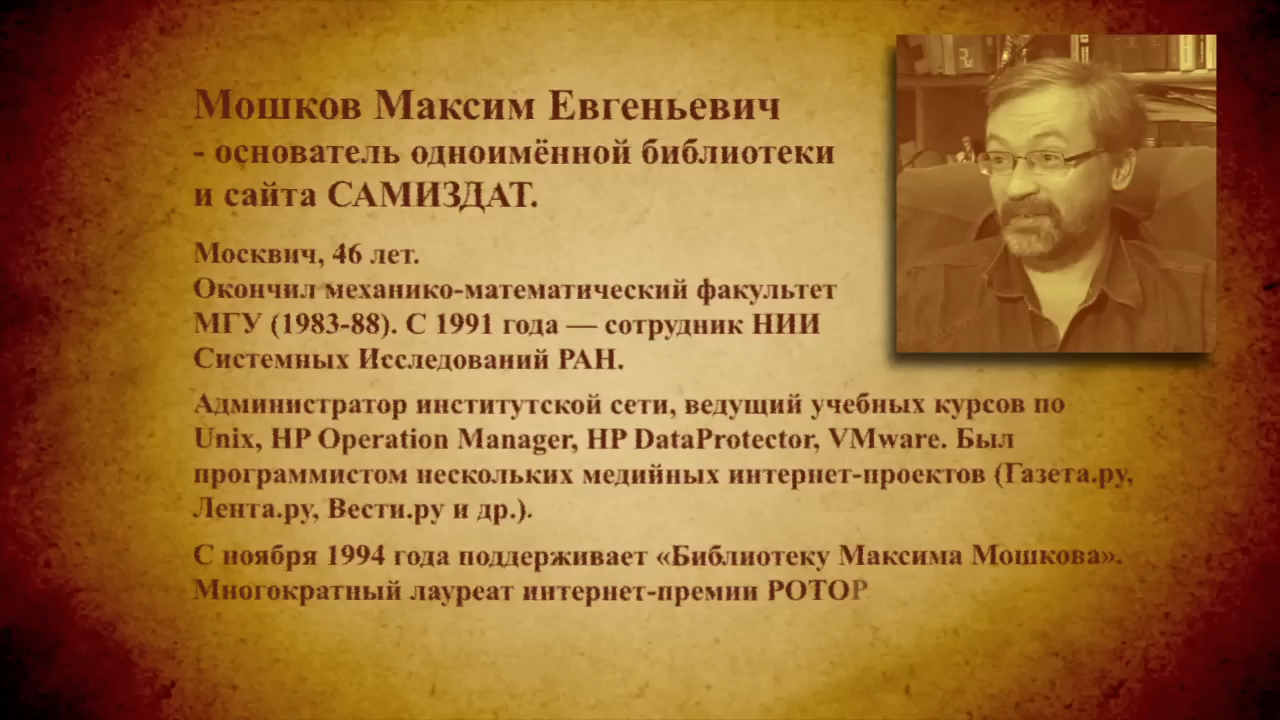 Мошков Максим Евгеньевич
- основатель одноимённой библиотеки
и сайта САМИЗДАТ.
Москвич, 46 лет.
Окончил механико-математический факультет
МГУ (1983-88). С 1991 года — сотрудник НИИ
Системных Исследований РАН.
Администратор институтской сети, ведущий учебных курсов по
Unix, HP Operation Manager, HP DataProtector, VMware. Был
программистом нескольких медийных интернет-проектов (Газета.ру,
Лента.ру, Вести.ру и др.).
С ноября 1994 года поддерживает «Библиотеку Максима Мошкова».
Многократный лауреат интернет-премии РОТОР